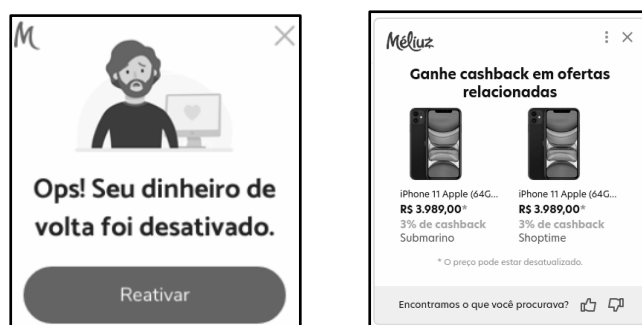 M
Ops! Seu dinheiro de
volta foi desativado.
Reativar
Méliuz
Ganhe cashback em ofertas
relacionadas
iPhone 11 Apple (64G...
R$ 3.989,00*
3% de cashback
Submarino
iPhone 11 Apple (64G...
R$ 3.989,00*
3% de cashback
Shoptime
* O preço pode estar desatualizado.
Encontramos o que você procurava?